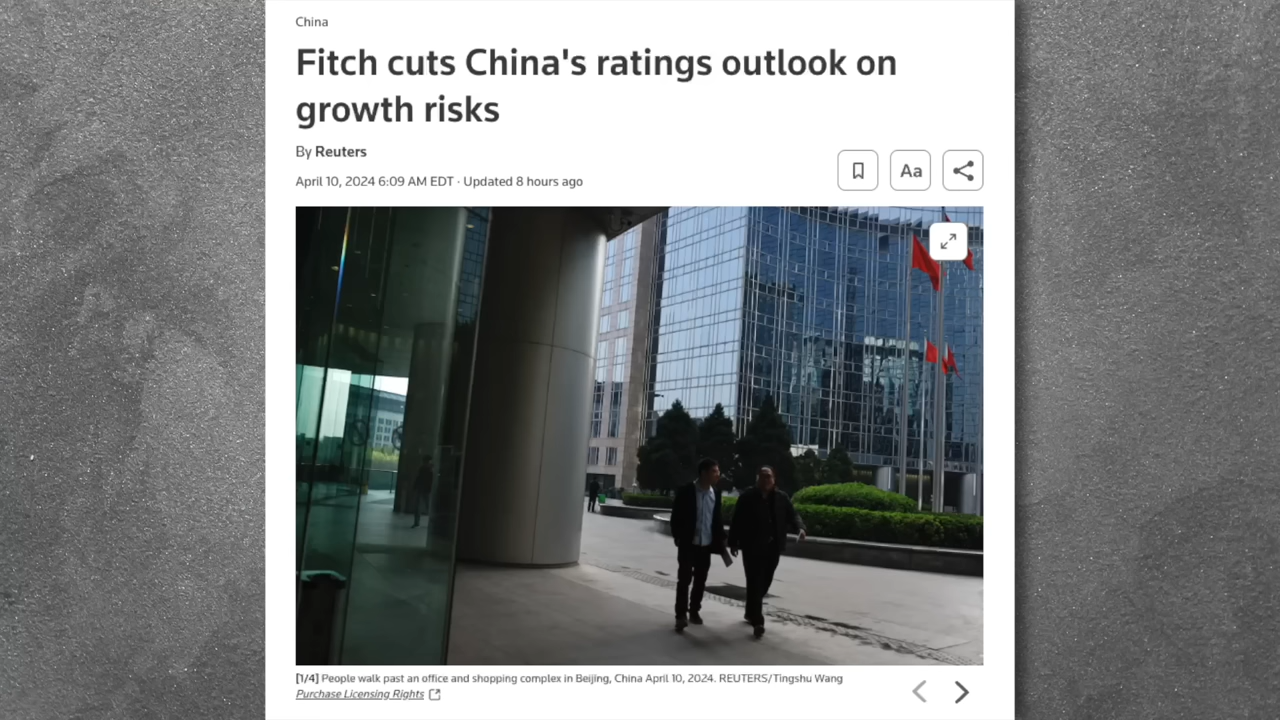 China
Fitch cuts China's ratings outlook on
growth risks
By Reuters
April 10, 2024 6:09 AM EDT · Updated 8 hours ago
Aa
[1/4] People walk past an office and shopping complex in Beijing, China April 10, 2024. REUTERS/Tingshu Wang
Purchase Licensing Rights